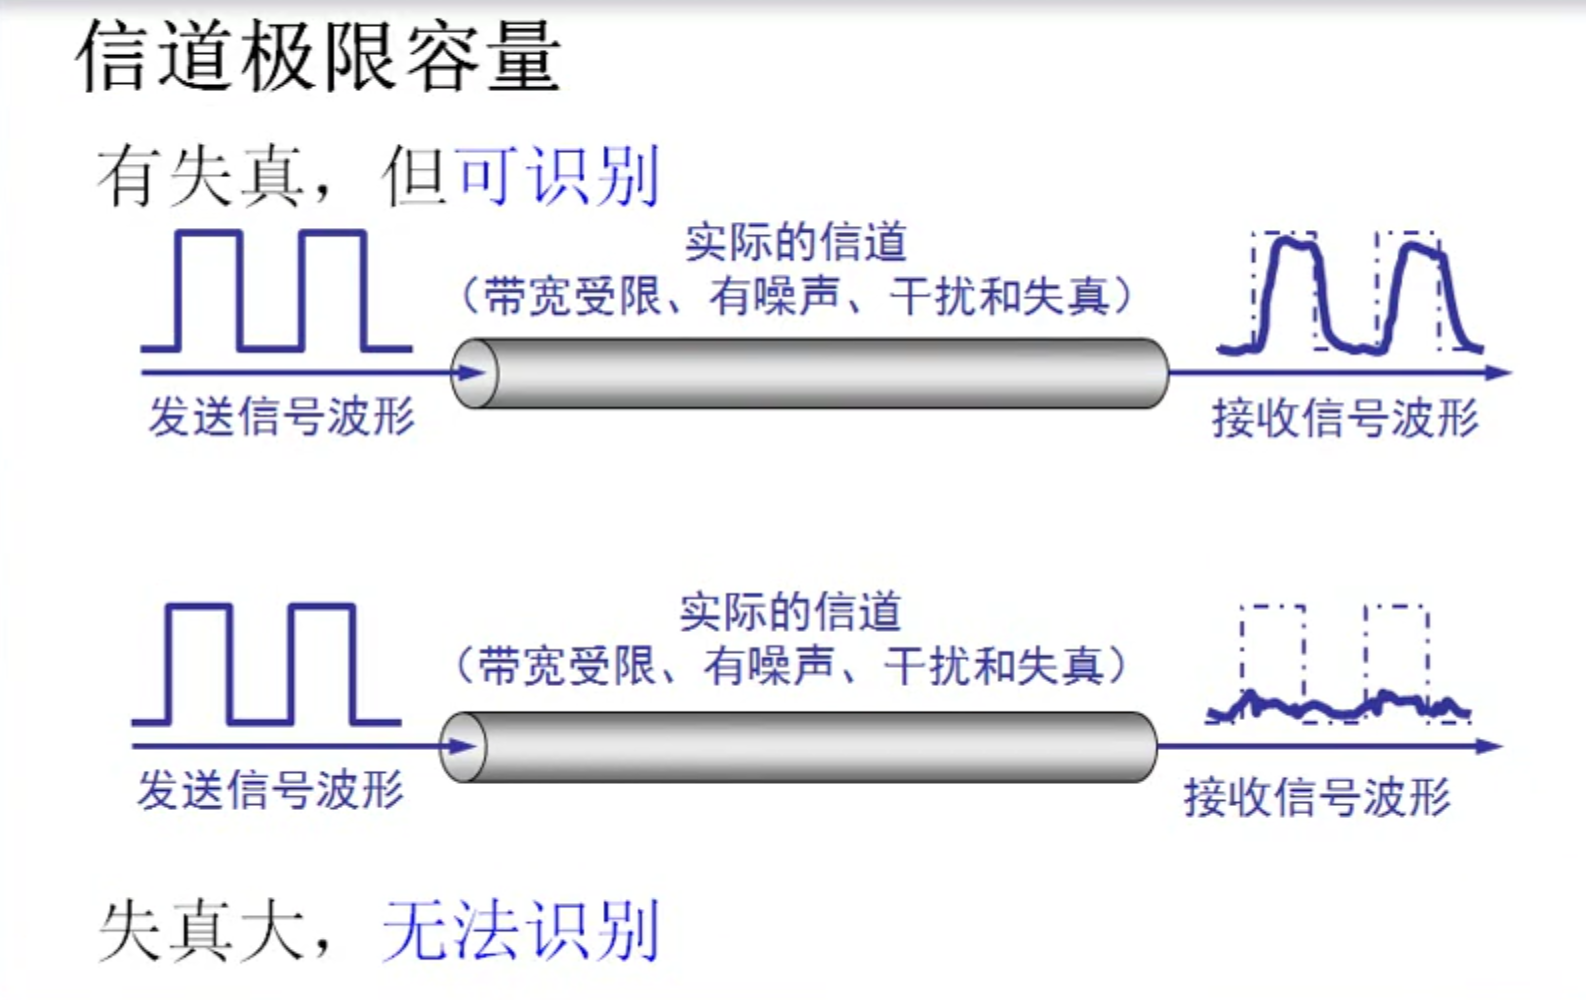 信道极限容量
有失真，但可识别
实际的信道
（带宽受限、有噪声、干扰和失真）
发送信号波形
接收信号波形
实际的信道
（带宽受限、有噪声、干扰和失真）
发送信号波形
接收信号波形
失真大，无法识别